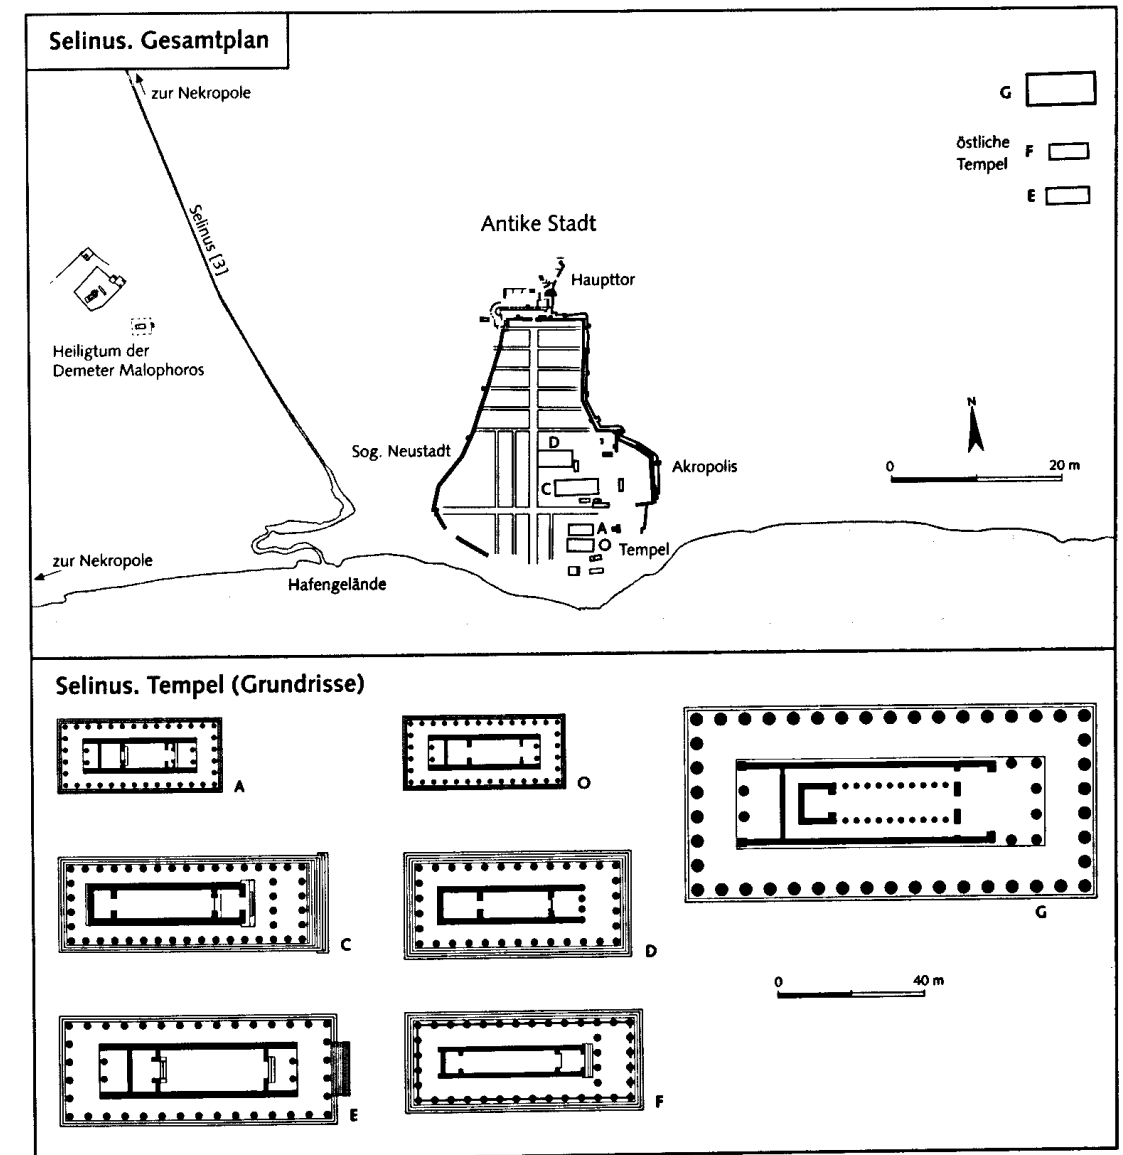 Selinus. Gesamtplan
zur Nekropole
G
östliche
Tempel
F
E
Selinus [3]
Antike Stadt
Haupttor
Heiligtum der
Demeter Malophoros
N
0 20 m
Sog. Neustadt
D
Akropolis
C
A
O
Tempel
zur Nekropole
Hafengelände
Selinus. Tempel (Grundrisse)
A
O
G
C
D
0 40 m
E
F